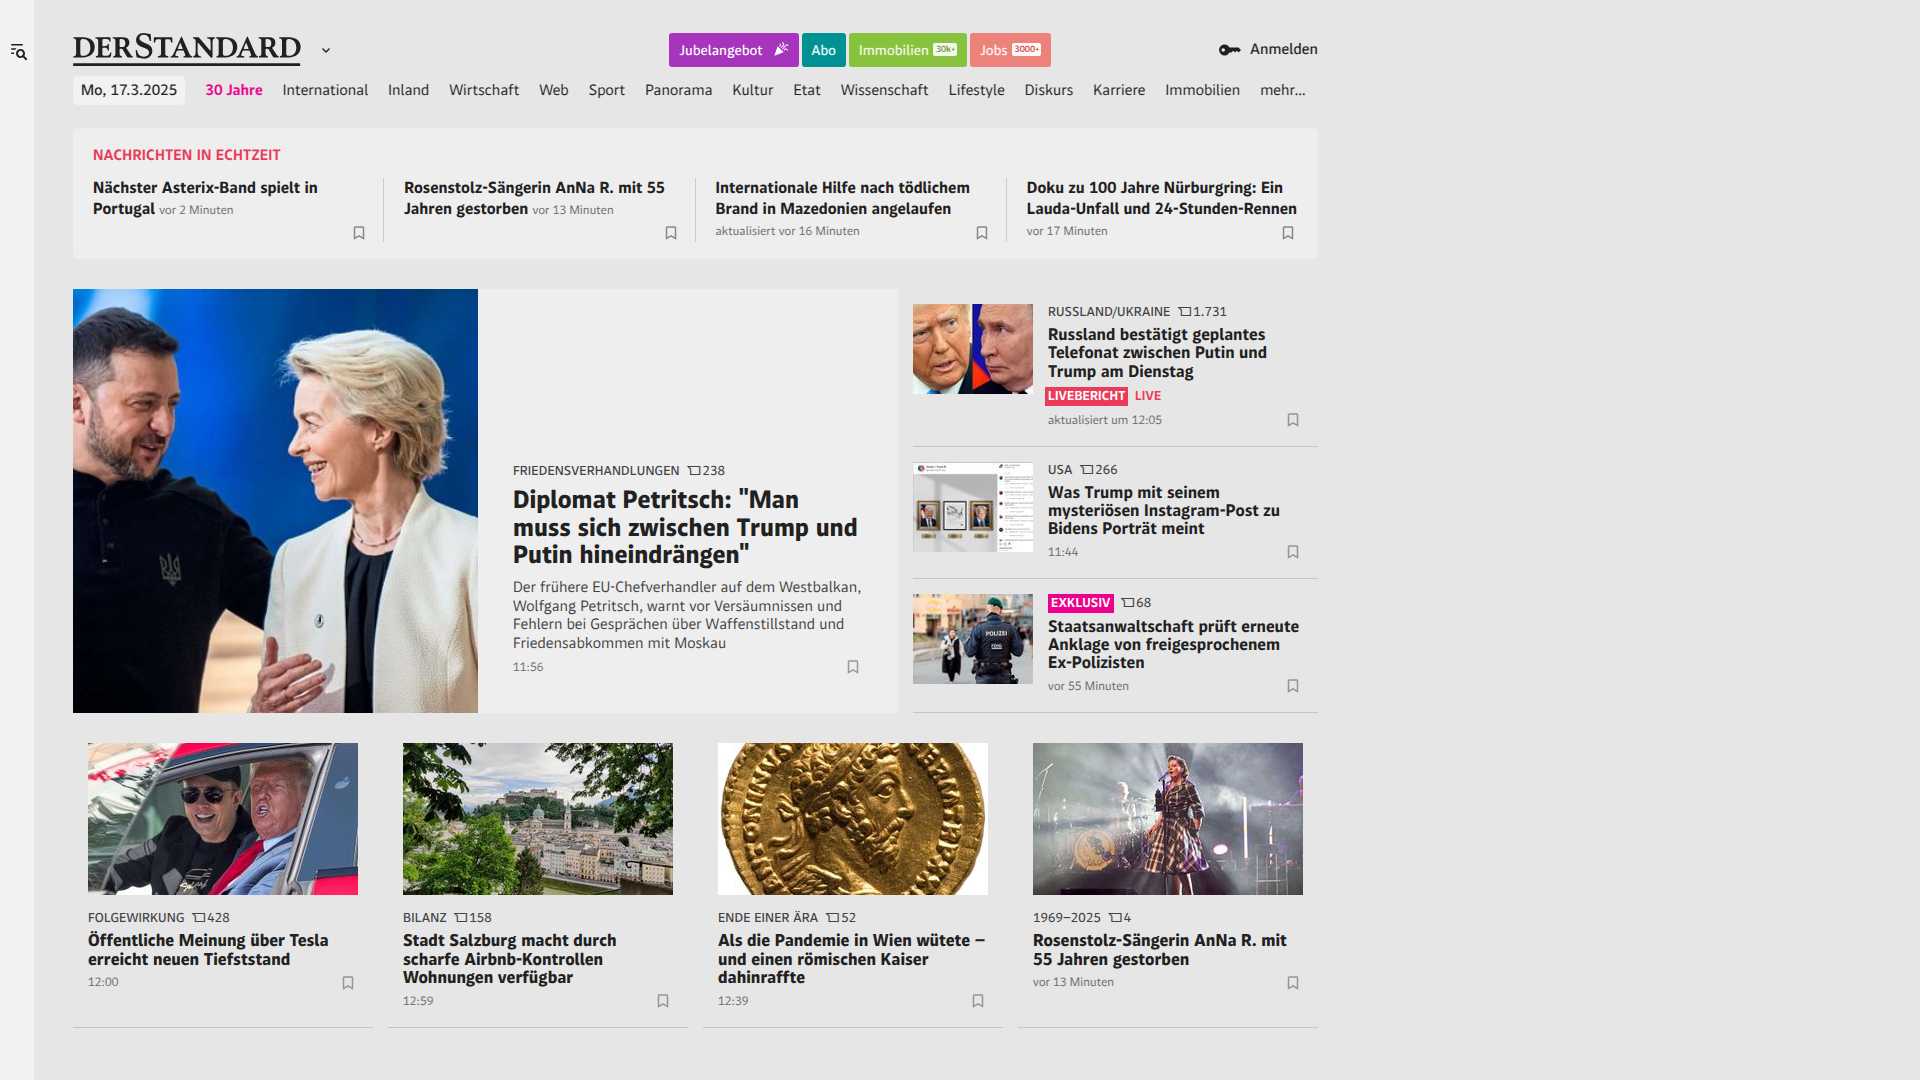 DERSTANDARD
Jubelangebot
Abo
Immobilien 30k+
Jobs 3000+
Anmelden
Mo, 17.3.2025 30 Jahre International Inland Wirtschaft Web Sport Panorama Kultur Etat Wissenschaft Lifestyle Diskurs Karriere Immobilien mehr...
NACHRICHTEN IN ECHTZEIT
Nächster Asterix-Band spielt in
Portugal vor 2 Minuten
Rosenstolz-Sängerin AnNa R. mit 55
Jahren gestorben vor 13 Minuten
Internationale Hilfe nach tödlichem
Brand in Mazedonien angelaufen
aktualisiert vor 16 Minuten
Doku zu 100 Jahre Nürburgring: Ein
Lauda-Unfall und 24-Stunden-Rennen
vor 17 Minuten
FRIEDENSVERHANDLUNGEN 238
Diplomat Petritsch: "Man
muss sich zwischen Trump und
Putin hineindrängen"
Der frühere EU-Chefverhandler auf dem Westbalkan,
Wolfgang Petritsch, warnt vor Versäumnissen und
Fehlern bei Gesprächen über Waffenstillstand und
Friedensabkommen mit Moskau
11:56
RUSSLAND/UKRAINE 1.731
Russland bestätigt geplantes
Telefonat zwischen Putin und
Trump am Dienstag
LIVEBERICHT LIVE
aktualisiert um 12:05
USA 266
Was Trump mit seinem
mysteriösen Instagram-Post zu
Bidens Porträt meint
11:44
POLIZEI
EXKLUSIV 68
Staatsanwaltschaft prüft erneute
Anklage von freigesprochenem
Ex-Polizisten
vor 55 Minuten
FOLGEWIRKUNG 428
Öffentliche Meinung über Tesla
erreicht neuen Tiefststand
12:00
BILANZ 158
Stadt Salzburg macht durch
scharfe Airbnb-Kontrollen
Wohnungen verfügbar
12:59
ENDE EINER ÄRA 52
Als die Pandemie in Wien wütete –
und einen römischen Kaiser
dahinraffte
12:39
1969–2025 4
Rosenstolz-Sängerin AnNa R. mit
55 Jahren gestorben
vor 13 Minuten